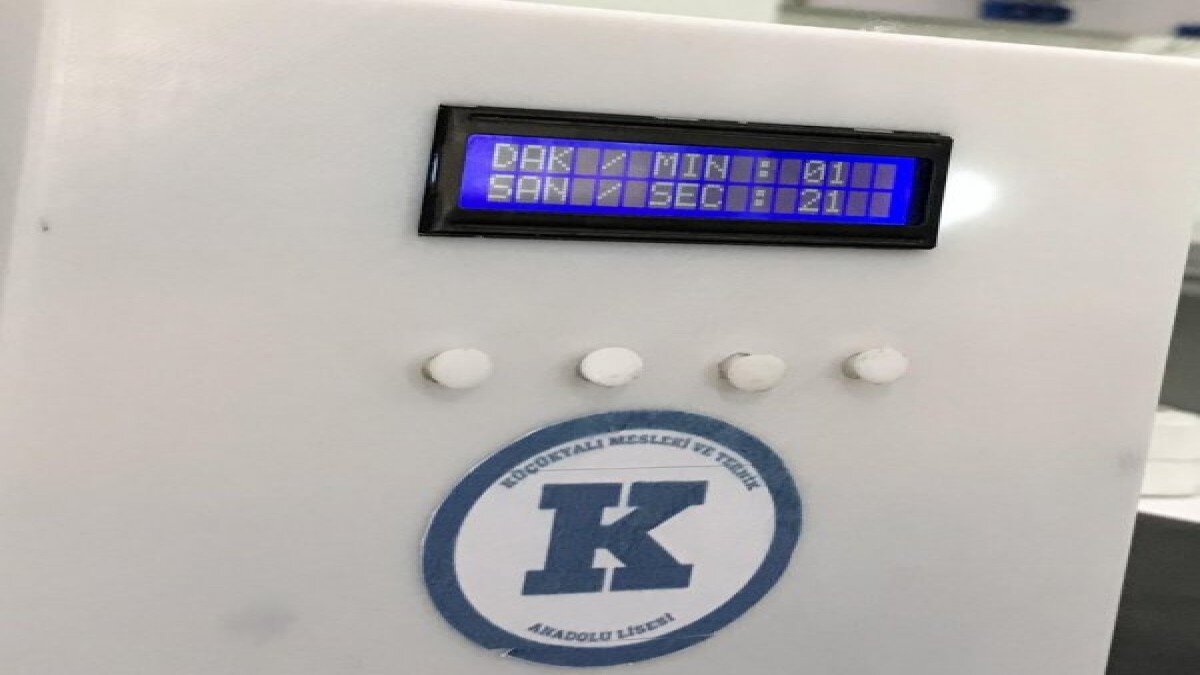 DAK / MIN : 01
SAN / SEC : 21
KÜÇÜKYALI MESLEKİ VE TEKNİK
K
ANADOLU LİSESİ